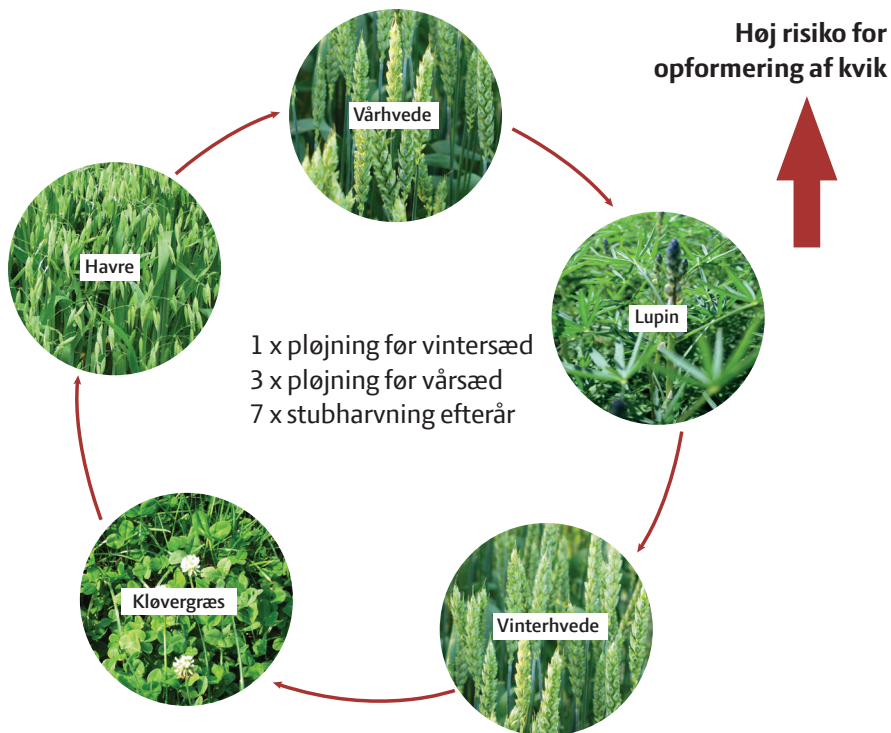 Høj risiko for
opformering af kvik
Vårhvede
Havre
Lupin
1 x pløjning før vintersæd
3 x pløjning før vårsæd
7 x stubharvning efterår
Kløvergræs
Vinterhvede